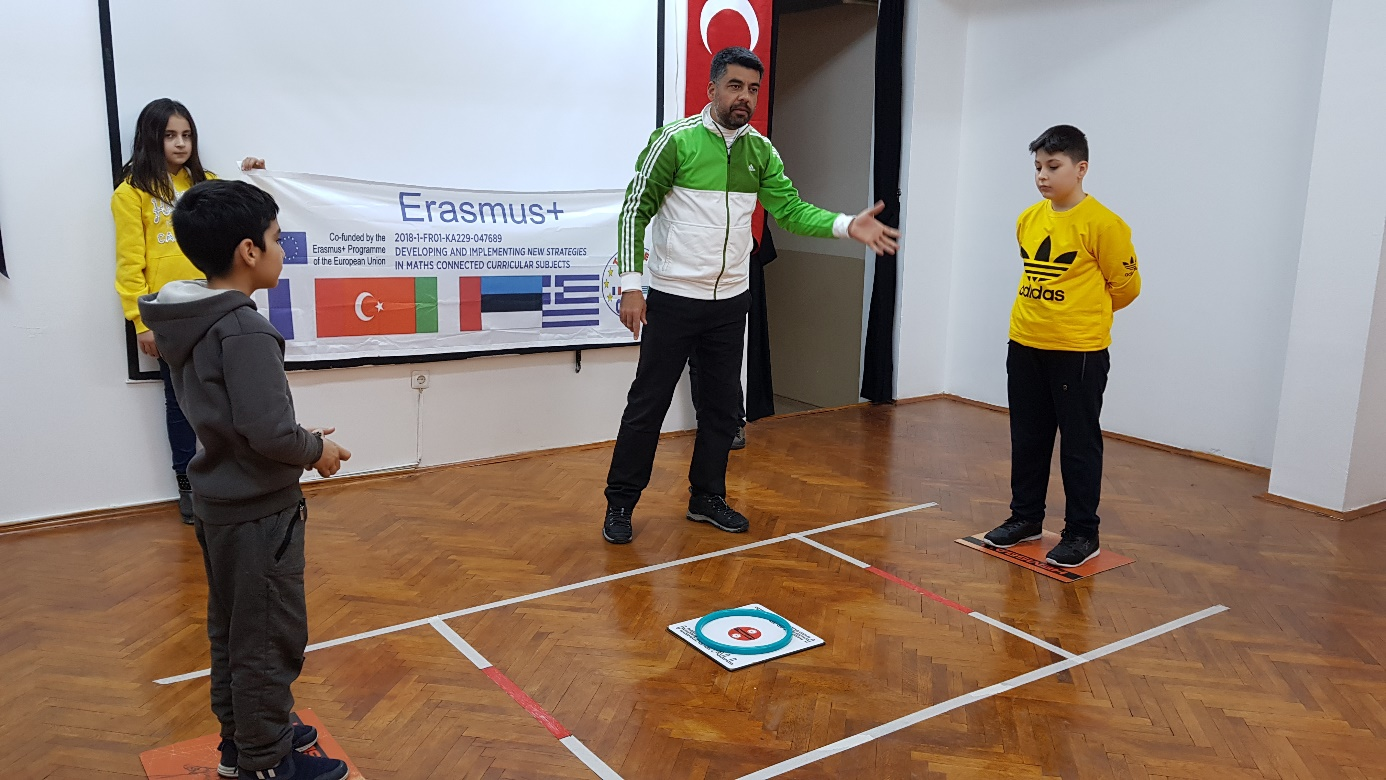 Erasmus+
Co-funded by the
Erasmus+ Programme
of the European Union
2018-1-FR01-KA229-047689
DEVELOPING AND IMPLEMENTING NEW STRATEGIES
IN MATHS CONNECTED CURRICULAR SUBJECTS
adidas